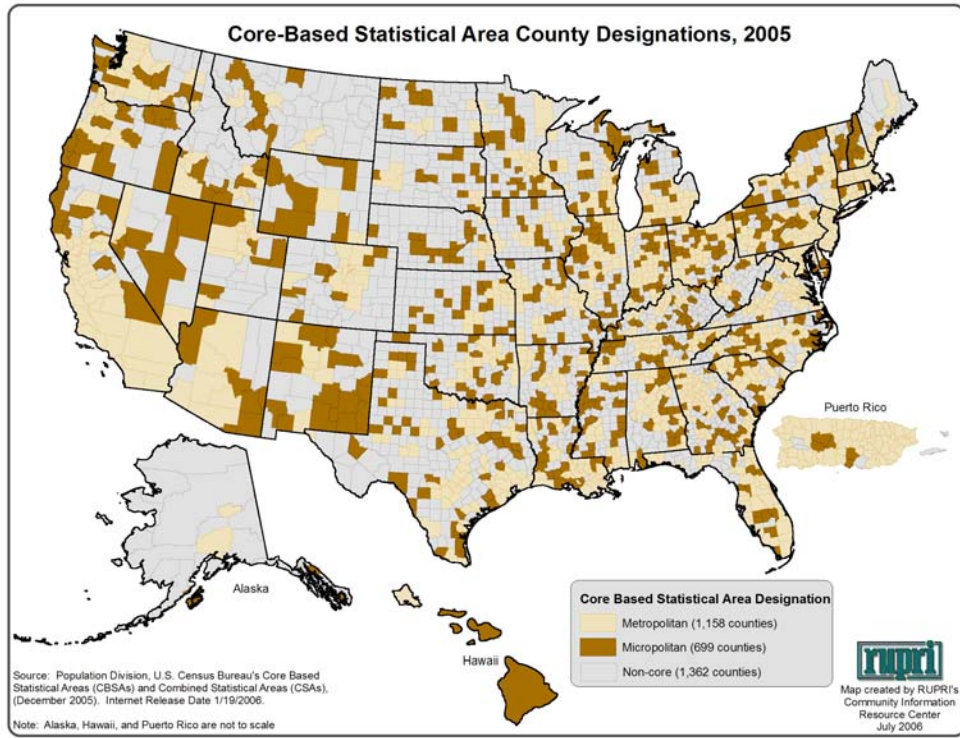 Core-Based Statistical Area County Designations, 2005
Puerto Rico
Alaska
Hawaii
Core Based Statistical Area Designation
Metropolitan (1,158 counties)
Micropolitan (699 counties)
Non-core (1,362 counties)
Source: Population Division, U.S. Census Bureau's Core Based
Statistical Areas (CBSAs) and Combined Statistical Areas (CSAs),
(December 2005). Internet Release Date 1/19/2006.
Note: Alaska, Hawaii, and Puerto Rico are not to scale
rupri
Map created by RUPRI's
Community Information
Resource Center
July 2006